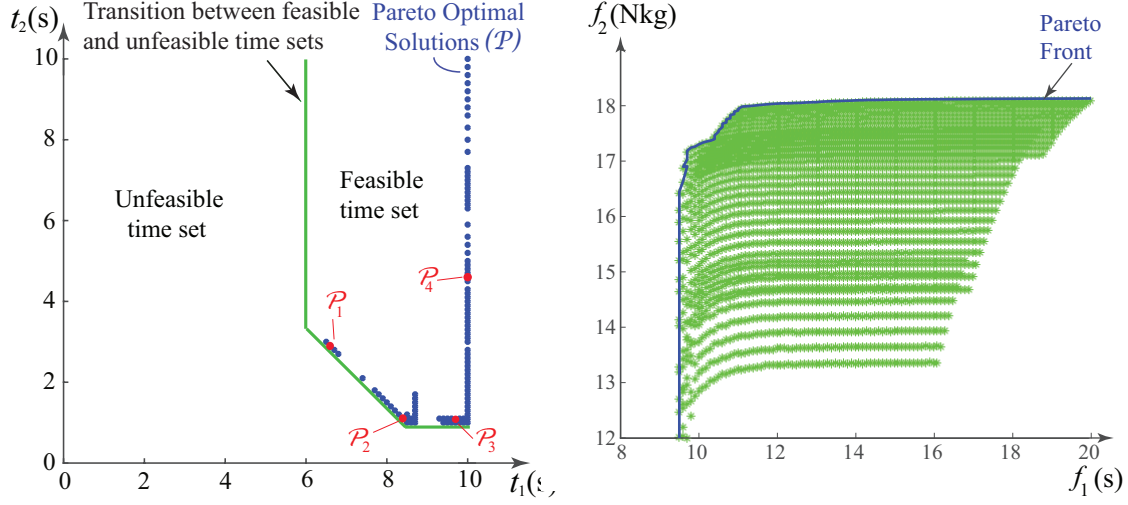 t₂(s)
Transition between feasible
and unfeasible time sets
Pareto Optimal
Solutions (𝒫)
10
8
6
4
2
0
Unfeasible
time set
Feasible
time set
𝒫₁
𝒫₂
𝒫₃
𝒫₄
0 2 4 6 8 10
t₁(s)
f₂(Nkg)
Pareto
Front
18
17
16
15
14
13
12
8 10 12 14 16 18 20
f₁(s)